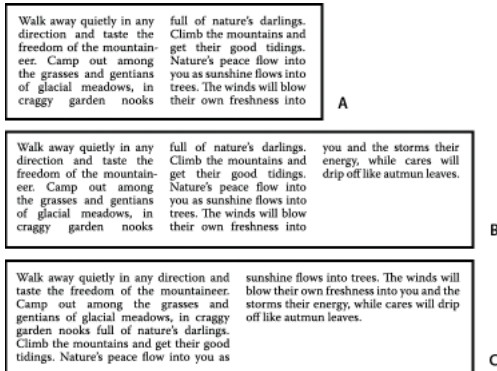 Walk away quietly in any
direction and taste the
freedom of the mountain-
eer. Camp out among
the grasses and gentians
of glacial meadows, in
craggy garden nooks
full of nature's darlings.
Climb the mountains and
get their good tidings.
Nature's peace flow into
you as sunshine flows into
trees. The winds will blow
their own freshness into
A
Walk away quietly in any
direction and taste the
freedom of the mountain-
eer. Camp out among
the grasses and gentians
of glacial meadows, in
craggy garden nooks
full of nature's darlings.
Climb the mountains and
get their good tidings.
Nature's peace flow into
you as sunshine flows into
trees. The winds will blow
their own freshness into
you and the storms their
energy, while cares will
drip off like autmun leaves.
B
Walk away quietly in any direction and
taste the freedom of the mountaineer.
Camp out among the grasses and
gentians of glacial meadows, in craggy
garden nooks full of nature's darlings.
Climb the mountains and get their good
tidings. Nature's peace flow into you as
sunshine flows into trees. The winds will
blow their own freshness into you and the
storms their energy, while cares will drip
off like autmun leaves.
C